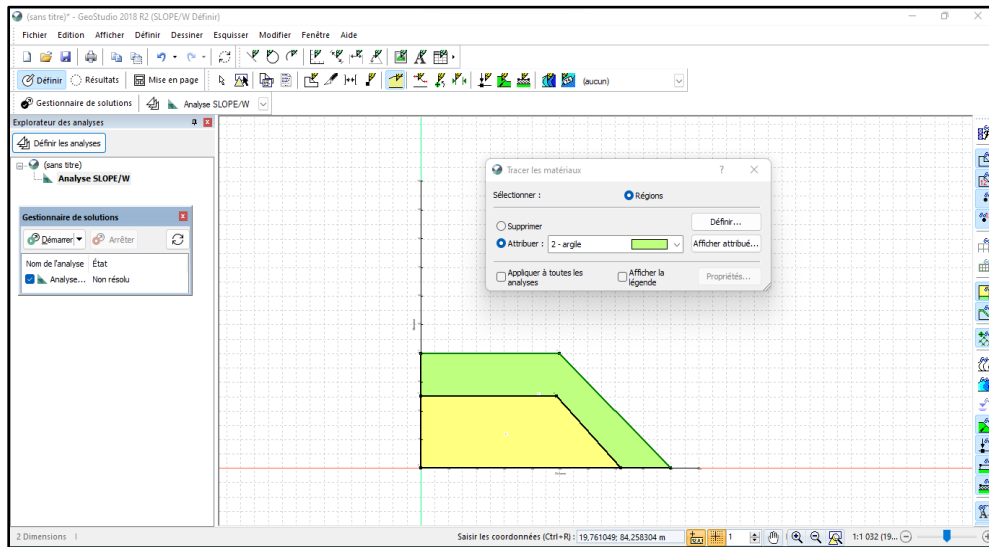 (sans titre)* - GeoStudio 2018 R2 (SLOPE/W Définir)
Fichier Edition Afficher Définir Dessiner Esquisser Modifier Fenêtre Aide
Définir Résultats Mise en page (aucun)
Gestionnaire de solutions Analyse SLOPE/W
Explorateur des analyses
Définir les analyses
(sans titre)
Analyse SLOPE/W
Gestionnaire de solutions
Démarrer Arrêter
Nom de l'analyse État
Analyse... Non résolu
Tracer les matériaux ?
Sélectionner : Régions
Supprimer Définir...
Attribuer : 2 - argile Afficher attribué...
Appliquer à toutes les analyses Afficher la légende Propriétés...
2 Dimensions Saisir les coordonnées (Ctrl+R) : 19,761049; 84,258304 m 1 1:1 032 (19...